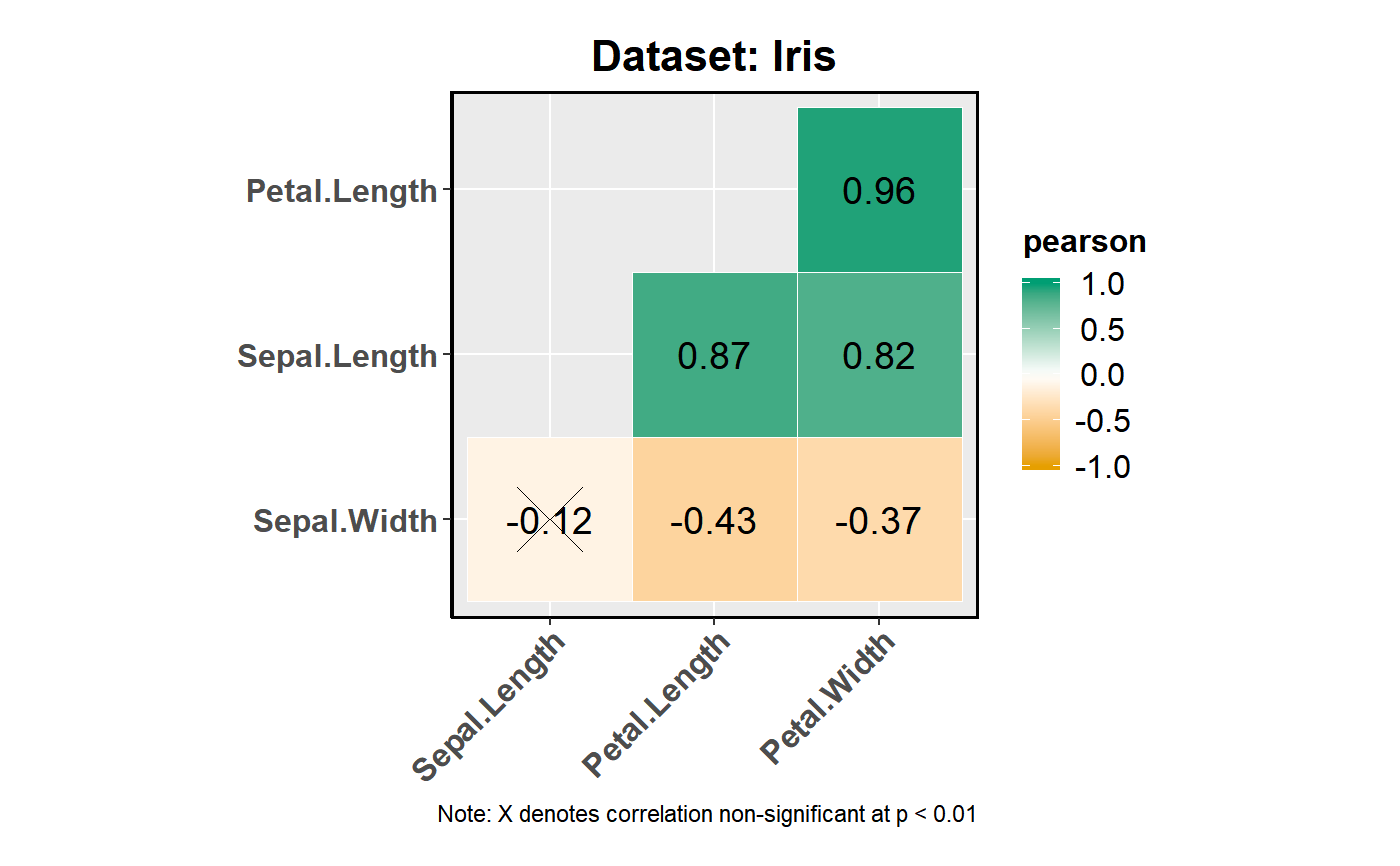 Dataset: Iris
Petal.Length
0.96
Sepal.Length
0.87
0.82
Sepal.Width
-0.12
-0.43
-0.37
Sepal.Length
Petal.Length
Petal.Width
pearson
1.0
0.5
0.0
-0.5
-1.0
Note: X denotes correlation non-significant at p < 0.01